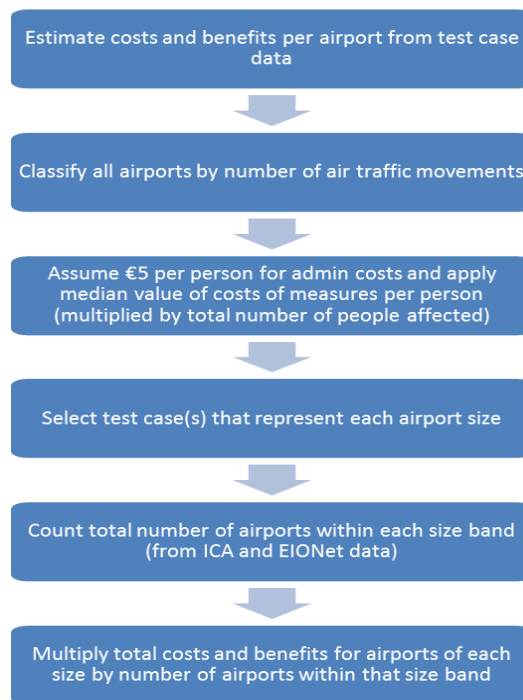 Estimate costs and benefits per airport from test case
data
Classify all airports by number of air traffic movements
Assume €5 per person for admin costs and apply
median value of costs of measures per person
(multiplied by total number of people affected)
Select test case(s) that represent each airport size
Count total number of airports within each size band
(from ICA and EIONet data)
Multiply total costs and benefits for airports of each
size by number of airports within that size band